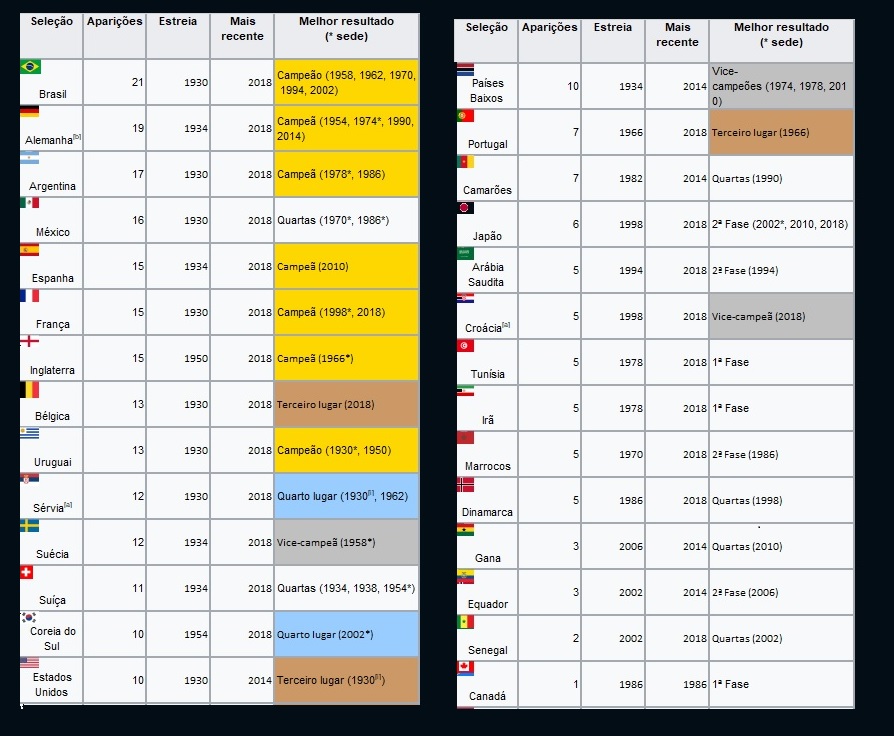 Seleção Aparições Estreia Mais recente Melhor resultado (* sede)
Brasil 21 1930 2018 Campeão (1958, 1962, 1970, 1994, 2002)
Alemanha[b] 19 1934 2018 Campeã (1954, 1974*, 1990, 2014)
Argentina 17 1930 2018 Campeã (1978*, 1986)
México 16 1930 2018 Quartas (1970*, 1986*)
Espanha 15 1934 2018 Campeã (2010)
França 15 1930 2018 Campeã (1998*, 2018)
Inglaterra 15 1950 2018 Campeã (1966*)
Bélgica 13 1930 2018 Terceiro lugar (2018)
Uruguai 13 1930 2018 Campeão (1930*, 1950)
Sérvia[a] 12 1930 2018 Quarto lugar (1930[i], 1962)
Suécia 12 1934 2018 Vice-campeã (1958*)
Suíça 11 1934 2018 Quartas (1934, 1938, 1954*)
Coreia do Sul 10 1954 2018 Quarto lugar (2002*)
Estados Unidos 10 1930 2014 Terceiro lugar (1930[i])
Seleção Aparições Estreia Mais recente Melhor resultado (* sede)
Países Baixos 10 1934 2014 Vice-campeões (1974, 1978, 2010)
Portugal 7 1966 2018 Terceiro lugar (1966)
Camarões 7 1982 2014 Quartas (1990)
Japão 6 1998 2018 2ª Fase (2002*, 2010, 2018)
Arábia Saudita 5 1994 2018 2ª Fase (1994)
Croácia[a] 5 1998 2018 Vice-campeã (2018)
Tunísia 5 1978 2018 1ª Fase
Irã 5 1978 2018 1ª Fase
Marrocos 5 1970 2018 2ª Fase (1986)
Dinamarca 5 1986 2018 Quartas (1998)
Gana 3 2006 2014 Quartas (2010)
Equador 3 2002 2014 2ª Fase (2006)
Senegal 2 2002 2018 Quartas (2002)
Canadá 1 1986 1986 1ª Fase